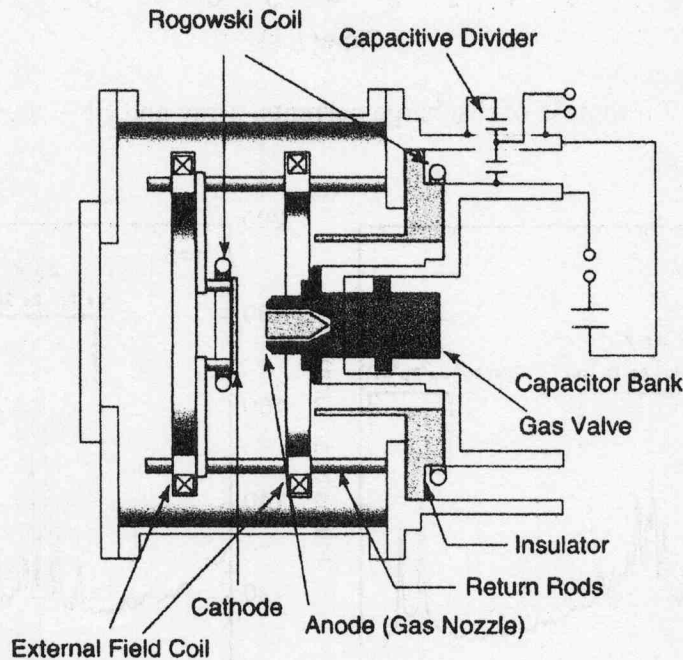 Rogowski Coil
Capacitive Divider
Capacitor Bank
Gas Valve
Insulator
Return Rods
Cathode
Anode (Gas Nozzle)
External Field Coil